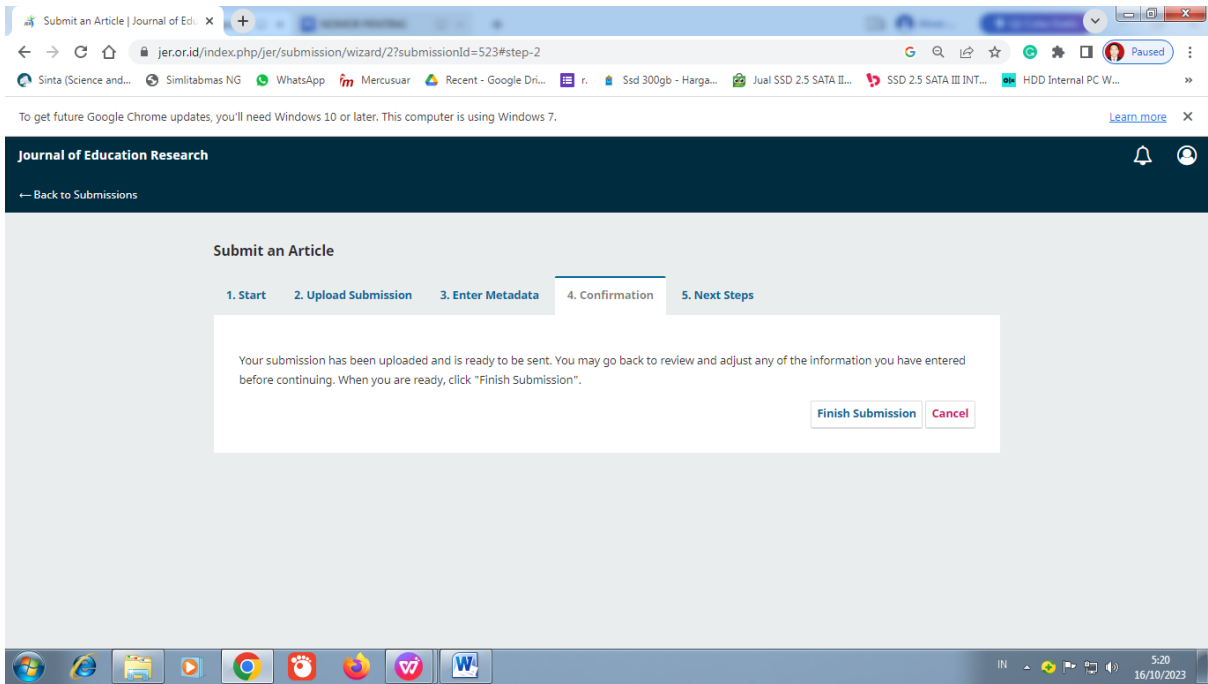 Submit an Article | Journal of Edu
jer.or.id/index.php/jer/submission/wizard/2?submissionId=523#step-2
Paused
Sinta (Science and... Simlitabmas NG WhatsApp Mercusuar Recent - Google Dri... r. Ssd 300gb - Harga... Jual SSD 2.5 SATA II... SSD 2.5 SATA III INT... HDD Internal PC W... »
To get future Google Chrome updates, you'll need Windows 10 or later. This computer is using Windows 7. Learn more
Journal of Education Research
← Back to Submissions
Submit an Article
1. Start 2. Upload Submission 3. Enter Metadata 4. Confirmation 5. Next Steps
Your submission has been uploaded and is ready to be sent. You may go back to review and adjust any of the information you have entered
before continuing. When you are ready, click "Finish Submission".
Finish Submission Cancel
IN 5:20
16/10/2023